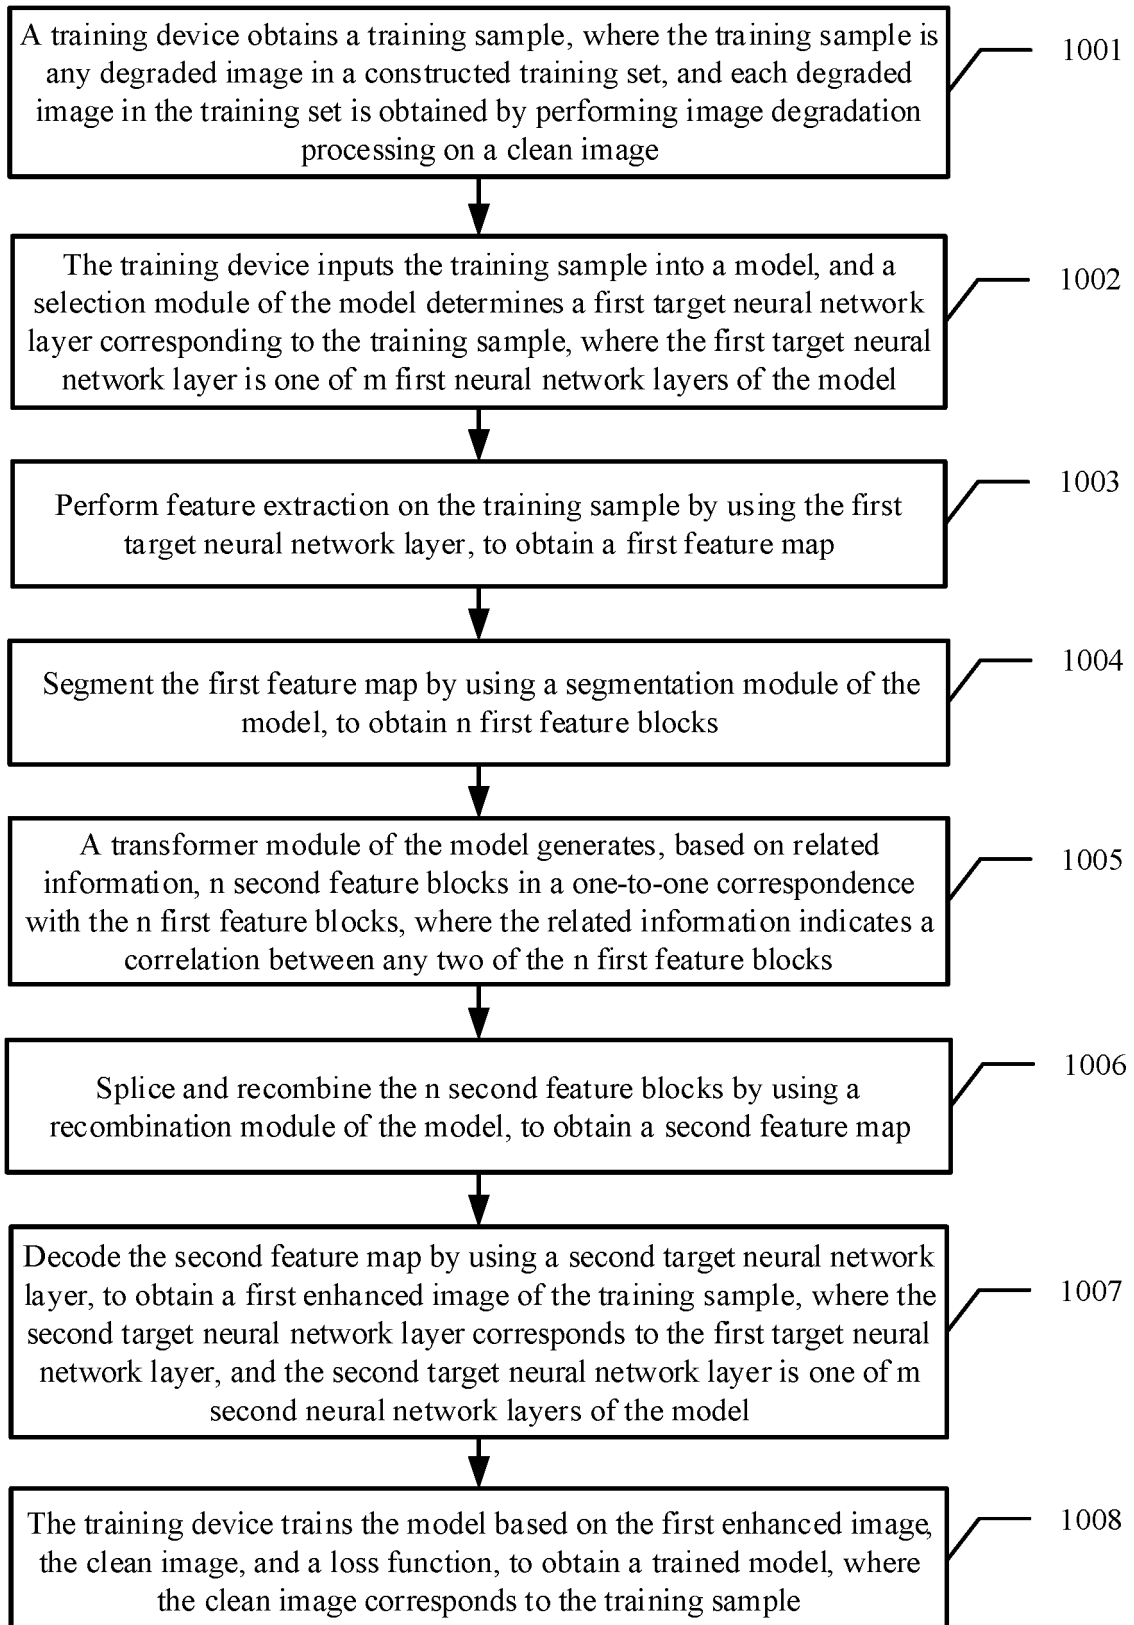 A training device obtains a training sample, where the training sample is
any degraded image in a constructed training set, and each degraded
image in the training set is obtained by performing image degradation
processing on a clean image
1001
The training device inputs the training sample into a model, and a
selection module of the model determines a first target neural network
layer corresponding to the training sample, where the first target neural
network layer is one of m first neural network layers of the model
1002
Perform feature extraction on the training sample by using the first
target neural network layer, to obtain a first feature map
1003
Segment the first feature map by using a segmentation module of the
model, to obtain n first feature blocks
1004
A transformer module of the model generates, based on related
information, n second feature blocks in a one-to-one correspondence
with the n first feature blocks, where the related information indicates a
correlation between any two of the n first feature blocks
1005
Splice and recombine the n second feature blocks by using a
recombination module of the model, to obtain a second feature map
1006
Decode the second feature map by using a second target neural network
layer, to obtain a first enhanced image of the training sample, where the
second target neural network layer corresponds to the first target neural
network layer, and the second target neural network layer is one of m
second neural network layers of the model
1007
The training device trains the model based on the first enhanced image,
the clean image, and a loss function, to obtain a trained model, where
the clean image corresponds to the training sample
1008